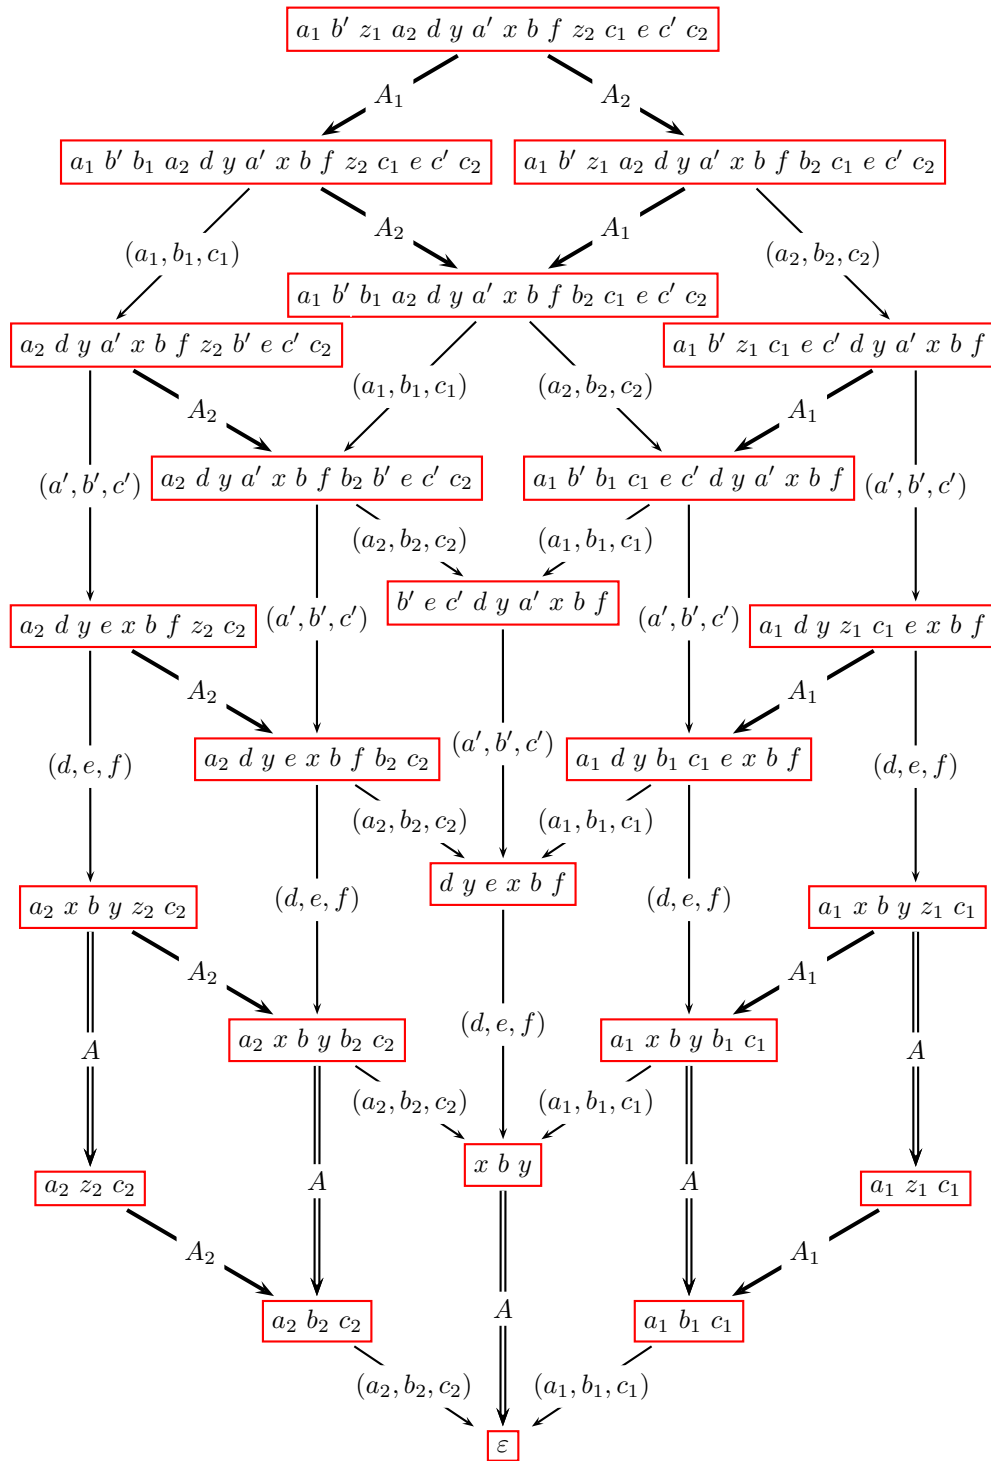 a₁ b′ z₁ a₂ d y a′ x b f z₂ c₁ e c′ c₂
A₁ A₂
a₁ b′ b₁ a₂ d y a′ x b f z₂ c₁ e c′ c₂ a₁ b′ z₁ a₂ d y a′ x b f b₂ c₁ e c′ c₂
(a₁, b₁, c₁) A₂ A₁ (a₂, b₂, c₂)
a₁ b′ b₁ a₂ d y a′ x b f b₂ c₁ e c′ c₂
a₂ d y a′ x b f z₂ b′ e c′ c₂ a₁ b′ z₁ c₁ e c′ d y a′ x b f
A₂ (a₁, b₁, c₁) (a₂, b₂, c₂) A₁
(a′, b′, c′) a₂ d y a′ x b f b₂ b′ e c′ c₂ a₁ b′ b₁ c₁ e c′ d y a′ x b f (a′, b′, c′)
(a₂, b₂, c₂) (a₁, b₁, c₁)
b′ e c′ d y a′ x b f
a₂ d y e x b f z₂ c₂ (a′, b′, c′) (a′, b′, c′) a₁ d y z₁ c₁ e x b f
A₂ A₁
(a′, b′, c′)
(d, e, f) a₂ d y e x b f b₂ c₂ a₁ d y b₁ c₁ e x b f (d, e, f)
(a₂, b₂, c₂) (a₁, b₁, c₁)
d y e x b f
a₂ x b y z₂ c₂ (d, e, f) (d, e, f) a₁ x b y z₁ c₁
A₂ A₁
(d, e, f)
A a₂ x b y b₂ c₂ a₁ x b y b₁ c₁ A
(a₂, b₂, c₂) (a₁, b₁, c₁)
x b y
a₂ z₂ c₂ A A a₁ z₁ c₁
A₂ A₁
A
a₂ b₂ c₂ a₁ b₁ c₁
(a₂, b₂, c₂) (a₁, b₁, c₁)
ε